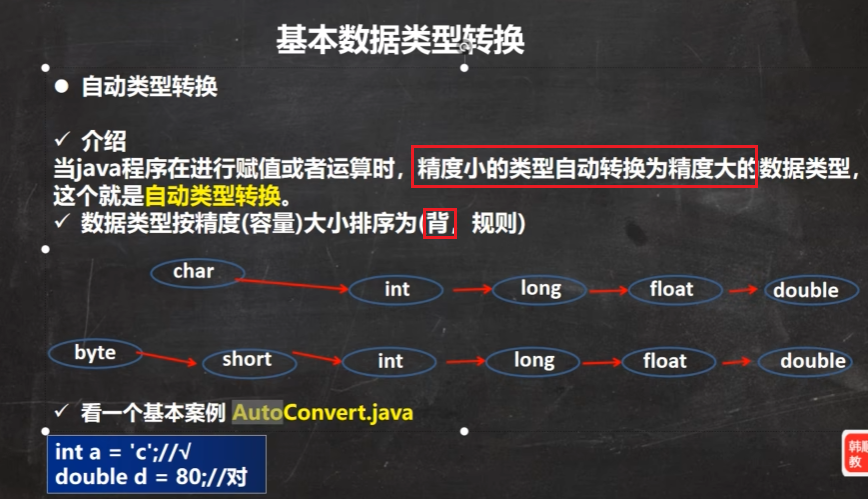 基本数据类型转换
● 自动类型转换
✓ 介绍
当java程序在进行赋值或者运算时，精度小的类型自动转换为精度大的数据类型，
这个就是自动类型转换。
✓ 数据类型按精度(容量)大小排序为(背，规则)
char int long float double
byte short int long float double
✓ 看一个基本案例 AutoConvert.java
int a = 'c';//√
double d = 80;//对
韩顺
教